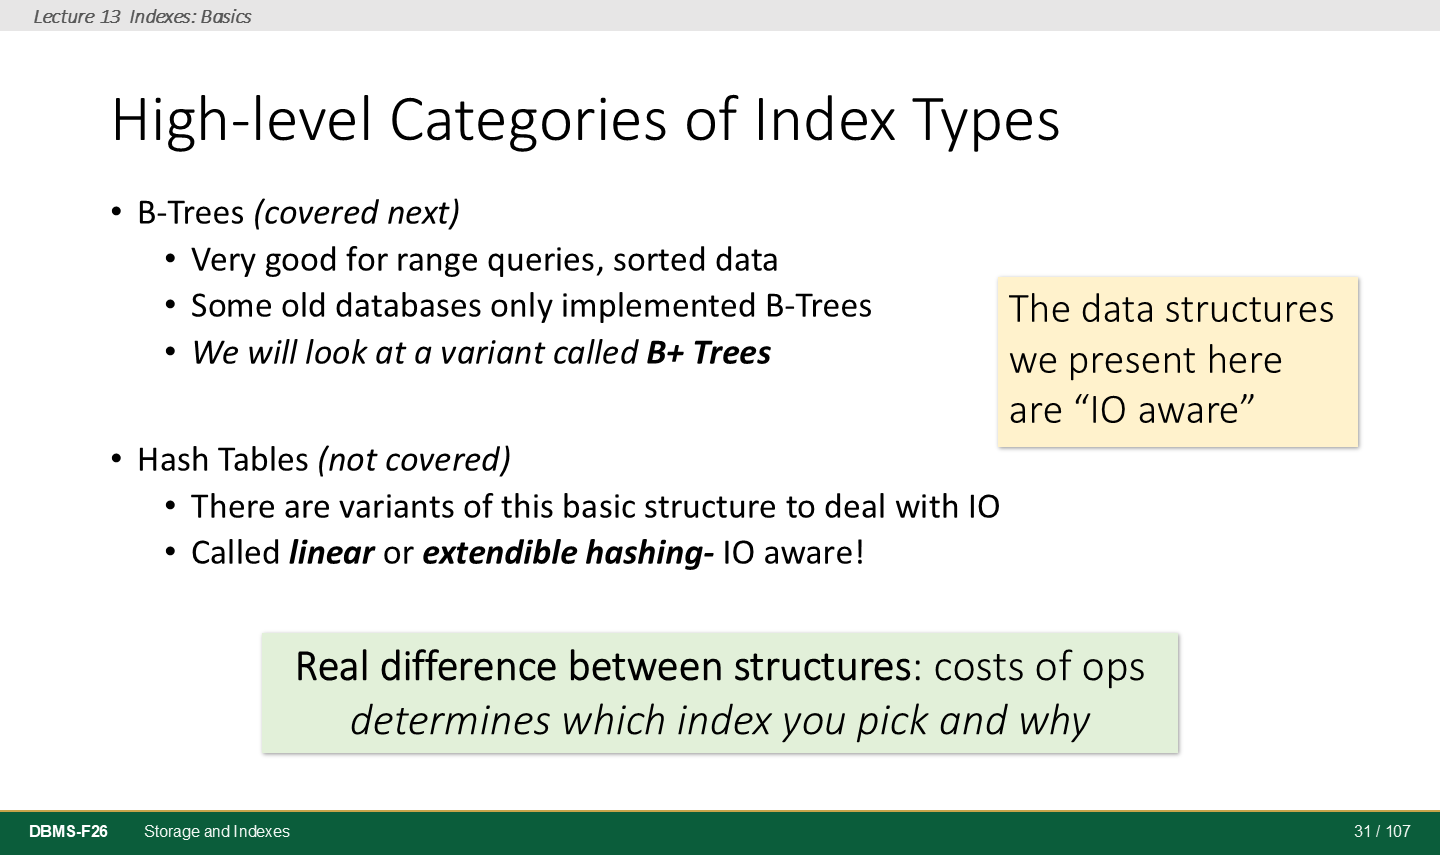 Lecture 13 Indexes: Basics
High-level Categories of Index Types
• B-Trees (covered next)
• Very good for range queries, sorted data
• Some old databases only implemented B-Trees
• We will look at a variant called B+ Trees
The data structures
we present here
are “IO aware”
• Hash Tables (not covered)
• There are variants of this basic structure to deal with IO
• Called linear or extendible hashing- IO aware!
Real difference between structures: costs of ops
determines which index you pick and why
DBMS-F26 Storage and Indexes 31 / 107